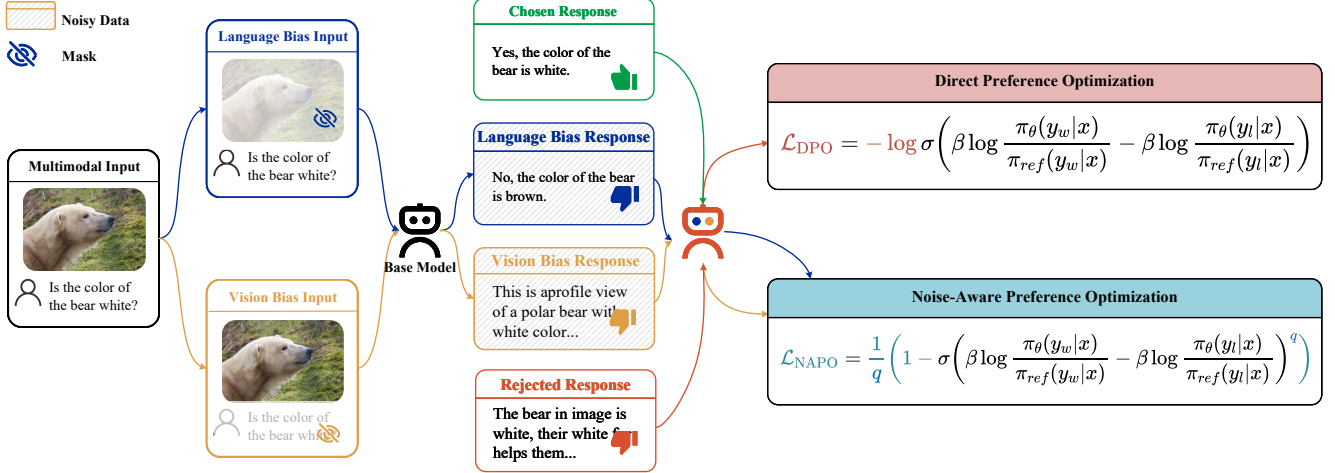 Noisy Data
Mask
Multimodal Input
Is the color of
the bear white?
Language Bias Input
Is the color of
the bear white?
Vision Bias Input
Is the color of
the bear white?
Base Model
Chosen Response
Yes, the color of the
bear is white.
Language Bias Response
No, the color of the bear
is brown.
Vision Bias Response
This is aprofile view
of a polar bear with
white color...
Rejected Response
The bear in image is
white, their white fur
helps them...
Direct Preference Optimization
ℒ_DPO = − log σ(β log π_θ(y_w|x) / π_ref(y_w|x) − β log π_θ(y_l|x) / π_ref(y_l|x))
Noise-Aware Preference Optimization
ℒ_NAPO = 1/q (1 − σ(β log π_θ(y_w|x) / π_ref(y_w|x) − β log π_θ(y_l|x) / π_ref(y_l|x))^q)